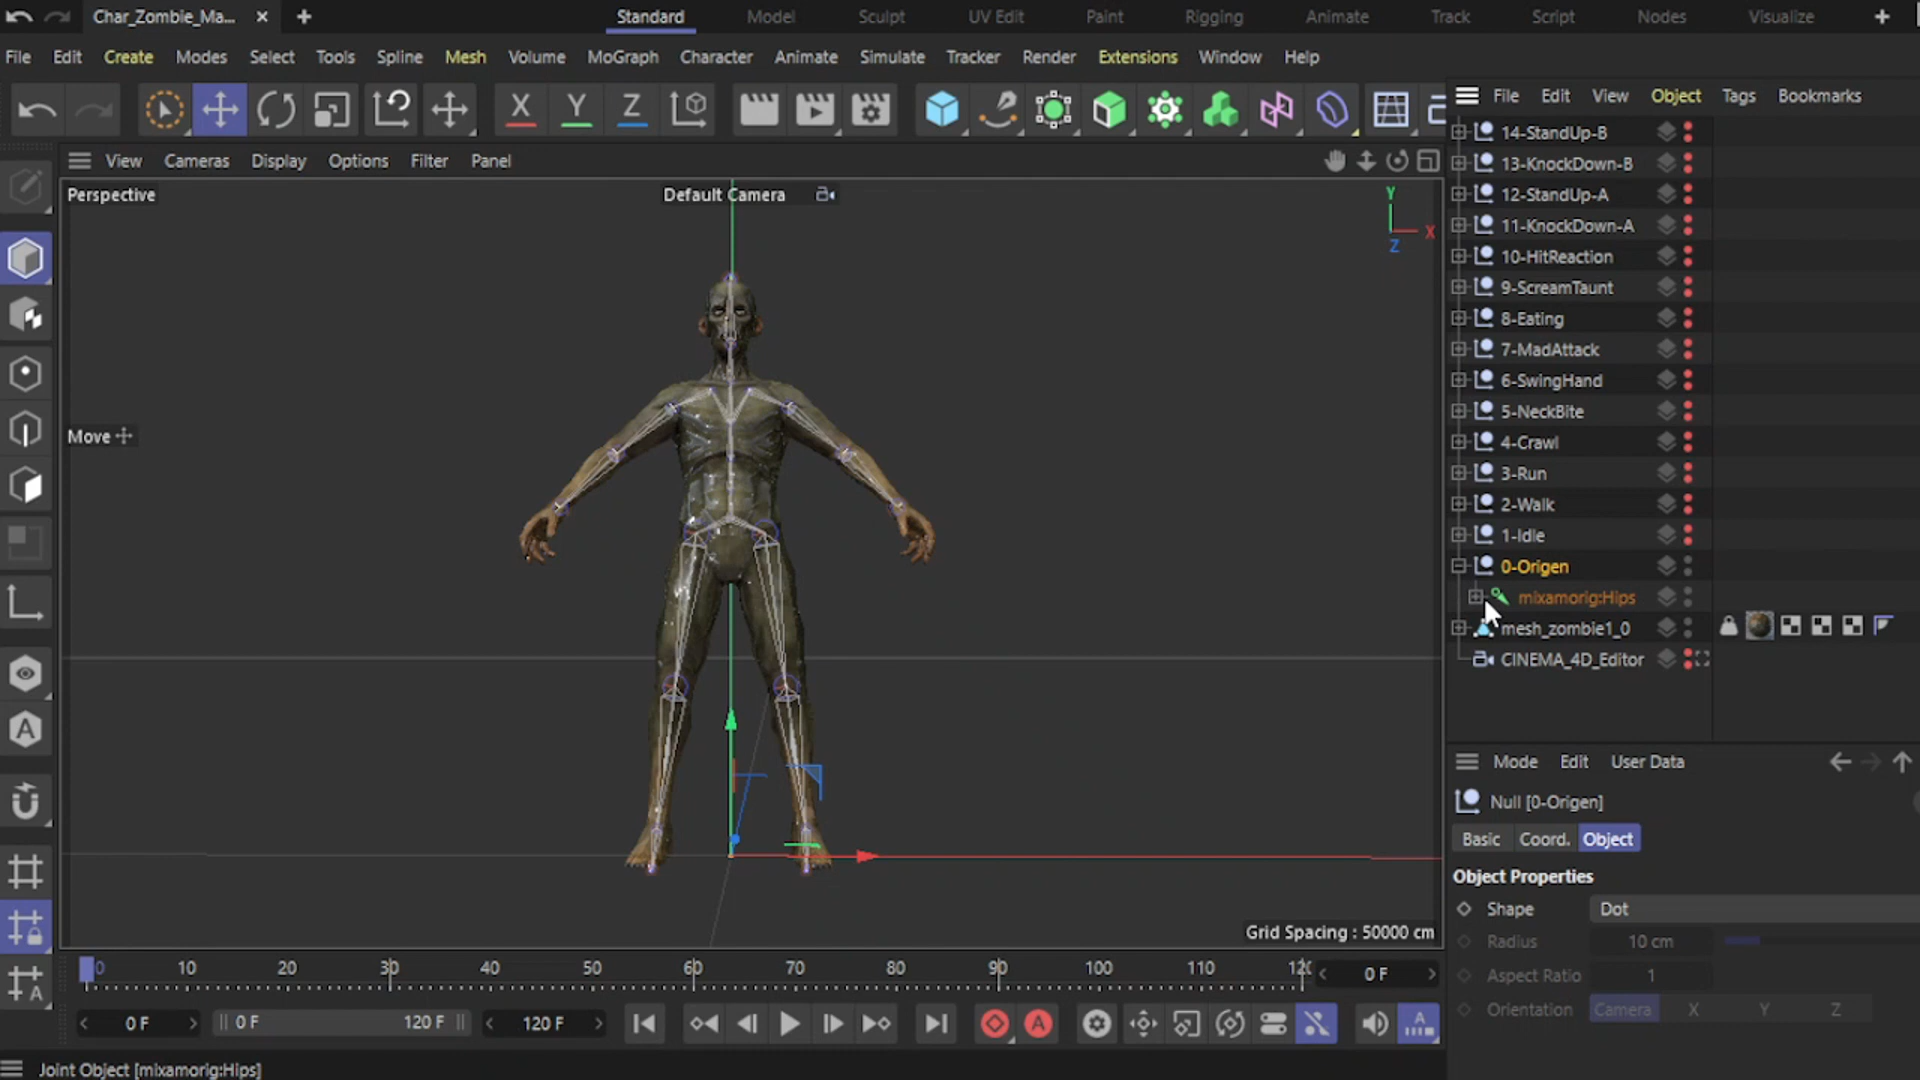 Char_Zombie_Ma...
Standard Model Sculpt UV Edit Paint Rigging Animate Track Script Nodes Visualize
File Edit Create Modes Select Tools Spline Mesh Volume MoGraph Character Animate Simulate Tracker Render Extensions Window Help
X Y Z
File Edit View Object Tags Bookmarks
View Cameras Display Options Filter Panel
Perspective
Default Camera
Y
X
Z
Move
14-StandUp-B
13-KnockDown-B
12-StandUp-A
11-KnockDown-A
10-HitReaction
9-ScreamTaunt
8-Eating
7-MadAttack
6-SwingHand
5-NeckBite
4-Crawl
3-Run
2-Walk
1-Idle
0-Origen
mixamorig:Hips
mesh_zombie1_0
CINEMA_4D_Editor
Mode Edit User Data
Null [0-Origen]
Basic Coord. Object
Object Properties
Shape Dot
Radius 10 cm
Aspect Ratio 1
Orientation Camera X Y Z
Grid Spacing : 50000 cm
0 10 20 30 40 50 60 70 80 90 100 110 120 0 F
0 F 0 F 120 F 120 F
Joint Object [mixamorig:Hips]